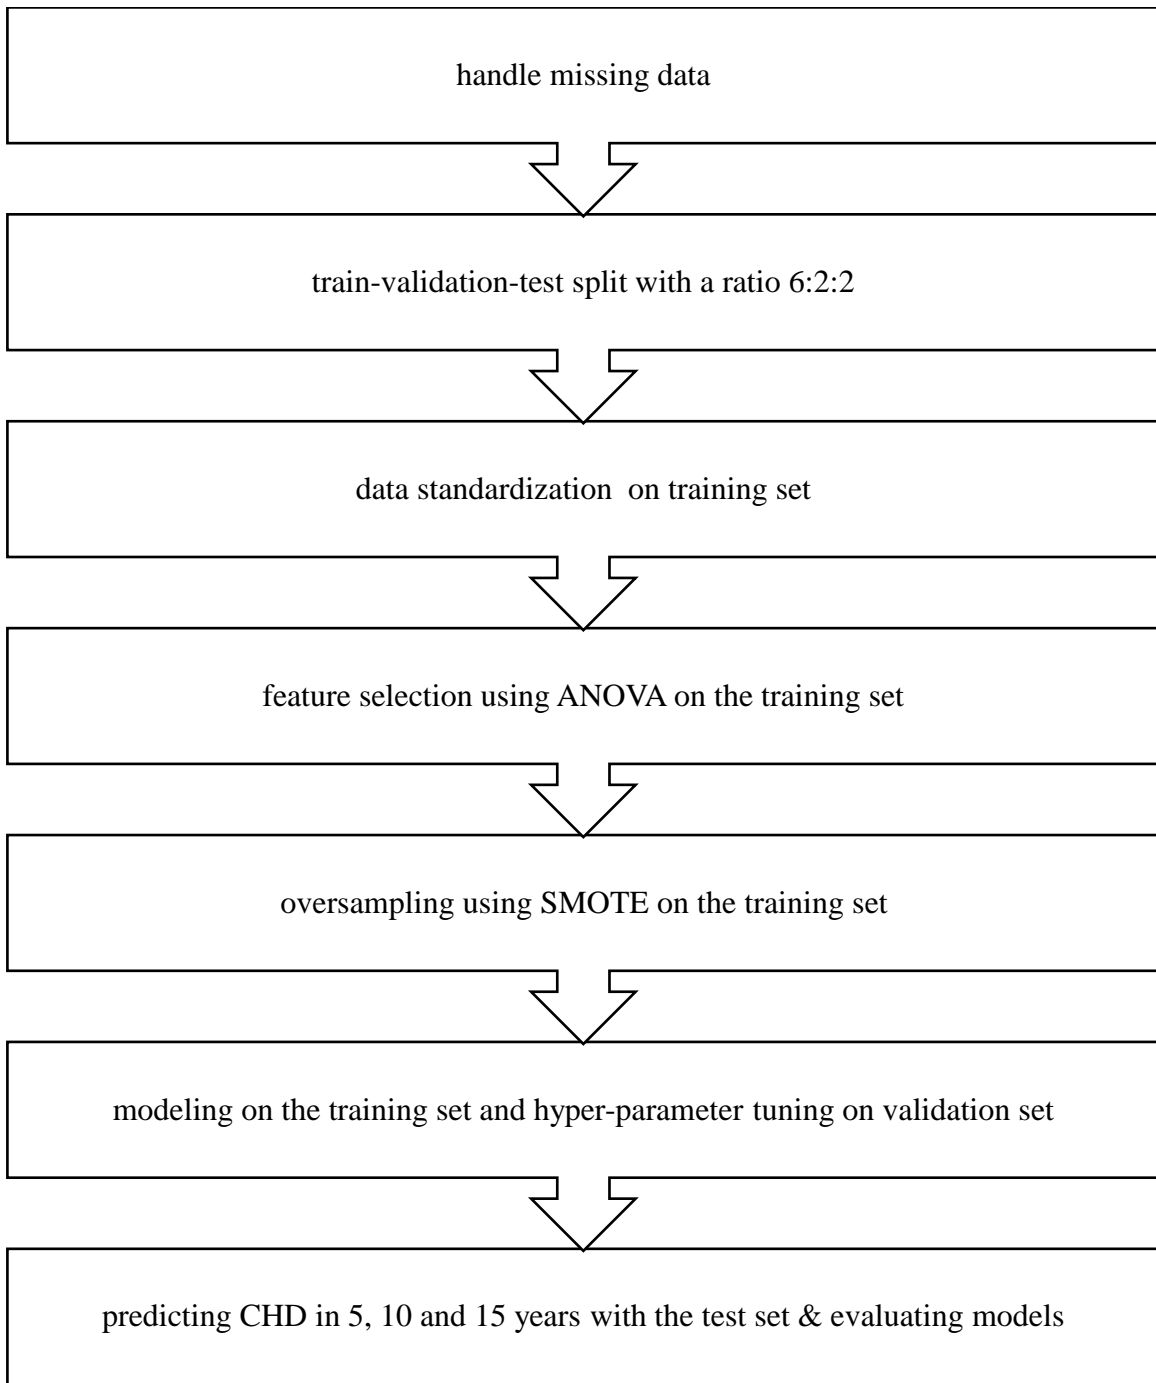 handle missing data
train-validation-test split with a ratio 6:2:2
data standardization  on training set
feature selection using ANOVA on the training set
oversampling using SMOTE on the training set
modeling on the training set and hyper-parameter tuning on validation set
predicting CHD in 5, 10 and 15 years with the test set & evaluating models